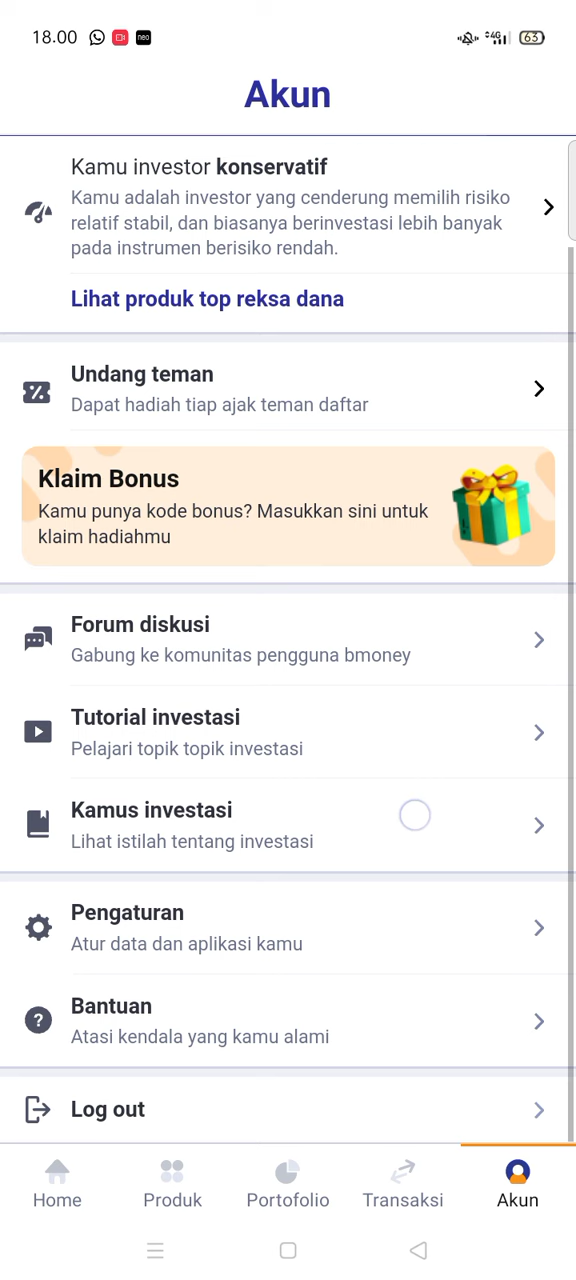 18.00
neo
4G
63
Akun
Kamu investor konservatif
Kamu adalah investor yang cenderung memilih risiko
relatif stabil, dan biasanya berinvestasi lebih banyak
pada instrumen berisiko rendah.
Lihat produk top reksa dana
Undang teman
Dapat hadiah tiap ajak teman daftar
Klaim Bonus
Kamu punya kode bonus? Masukkan sini untuk
klaim hadiahmu
Forum diskusi
Gabung ke komunitas pengguna bmoney
Tutorial investasi
Pelajari topik topik investasi
Kamus investasi
Lihat istilah tentang investasi
Pengaturan
Atur data dan aplikasi kamu
Bantuan
Atasi kendala yang kamu alami
Log out
Home Produk Portofolio Transaksi Akun